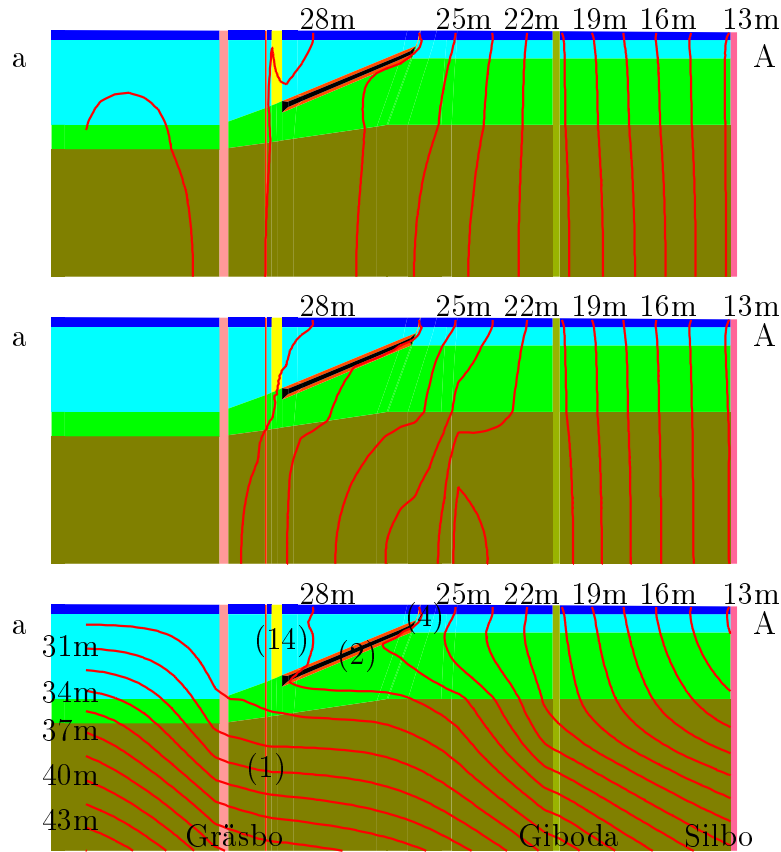 28m 25m 22m 19m 16m 13m
a A
28m 25m 22m 19m 16m 13m
a A
28m 25m 22m 19m 16m 13m
(4)
a A
(14)
31m
(2)
34m
37m
(1)
40m
43m
Gräsbo Giboda Silbo